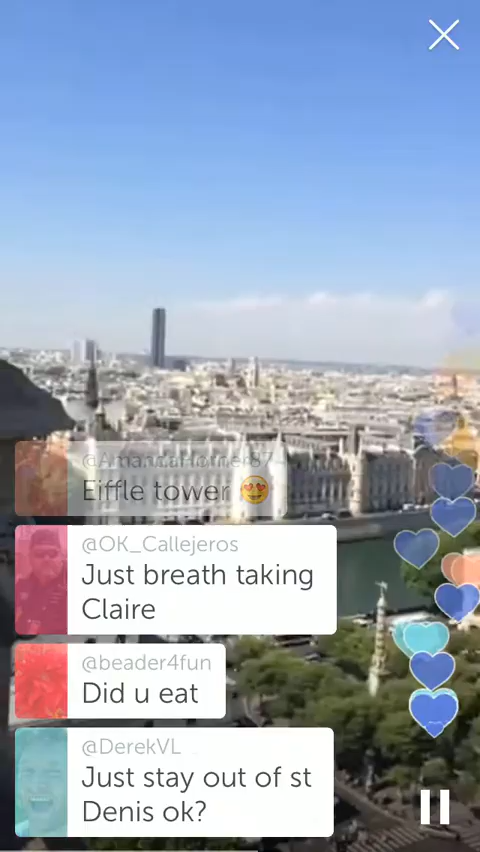 Eiffle tower 😍
@OK_Callejeros
Just breath taking
Claire
@beader4fun
Did u eat
@DerekVL
Just stay out of st
Denis ok?